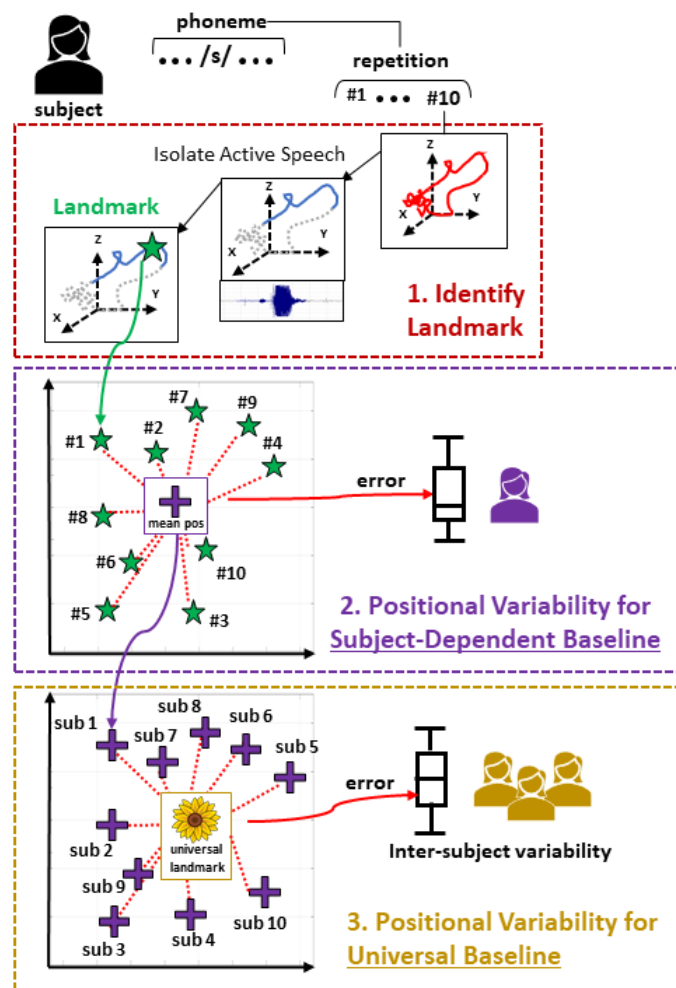 phoneme
••• /s/ •••
repetition
#1 ••• #10
subject
Isolate Active Speech
Landmark
Z
Y
X
Z
Y
X
Z
Y
X
1. Identify
Landmark
#7
#9
#2
#1
#4
error
#8
mean pos
#6
#10
#5
#3
2. Positional Variability for
Subject-Dependent Baseline
sub 8
sub 1
sub 6
sub 7
sub 5
error
sub 2
universal
landmark
Inter-subject variability
sub 9
sub 10
sub 3
sub 4
3. Positional Variability for
Universal Baseline